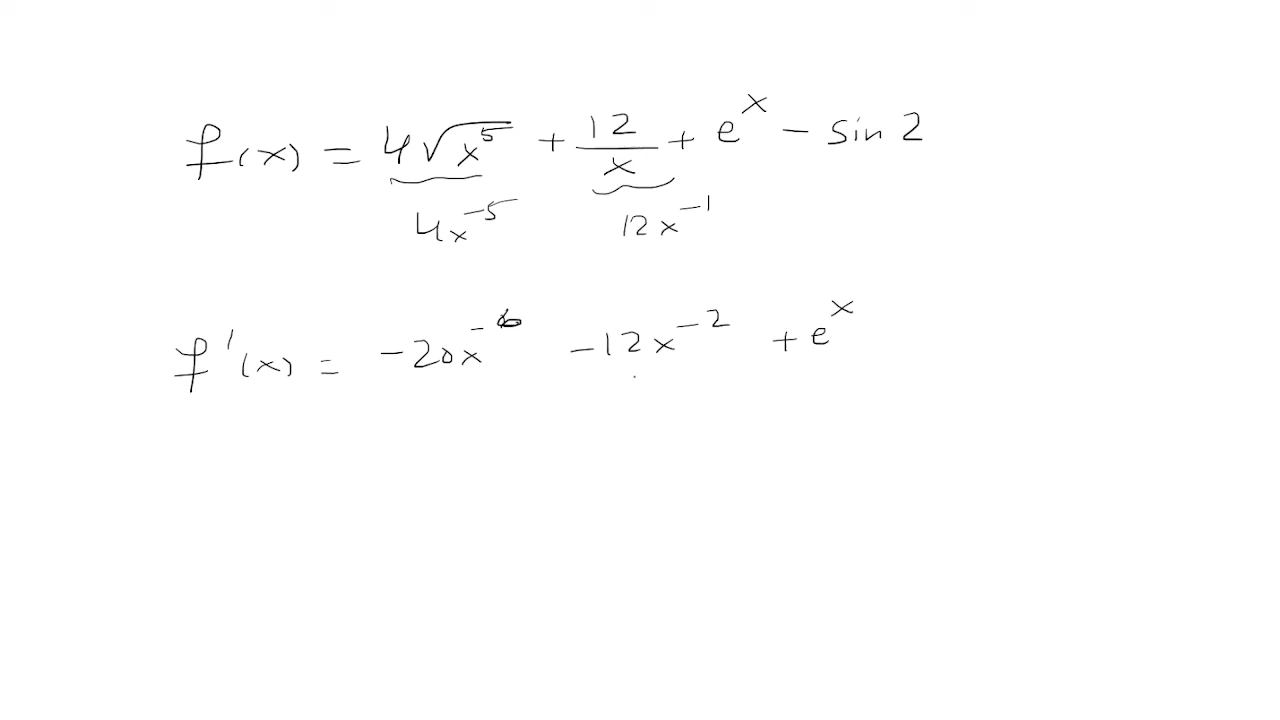 f(x) = 4√x⁵ + 12/x + eˣ − sin 2
4x⁻⁵ 12x⁻¹
f'(x) = −20x⁻⁶ −12x⁻² + eˣ